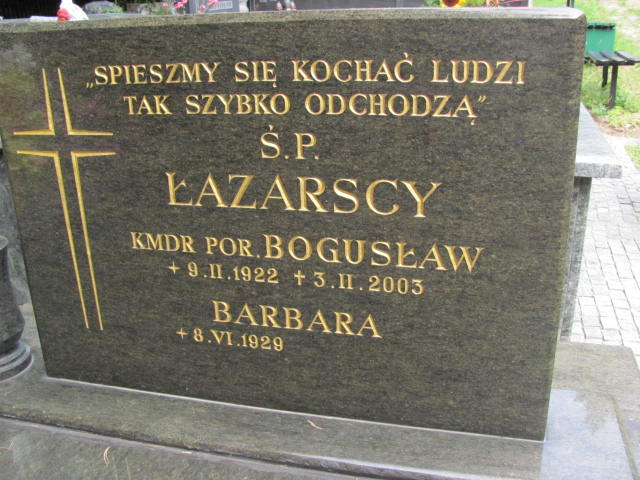 „SPIESZMY SIĘ KOCHAĆ LUDZI
TAK SZYBKO ODCHODZĄ”
Ś.P.
ŁAZARSCY
KMDR POR. BOGUSŁAW
+ 9.II.1922 + 3.II.2003
BARBARA
+ 8.VI.1929